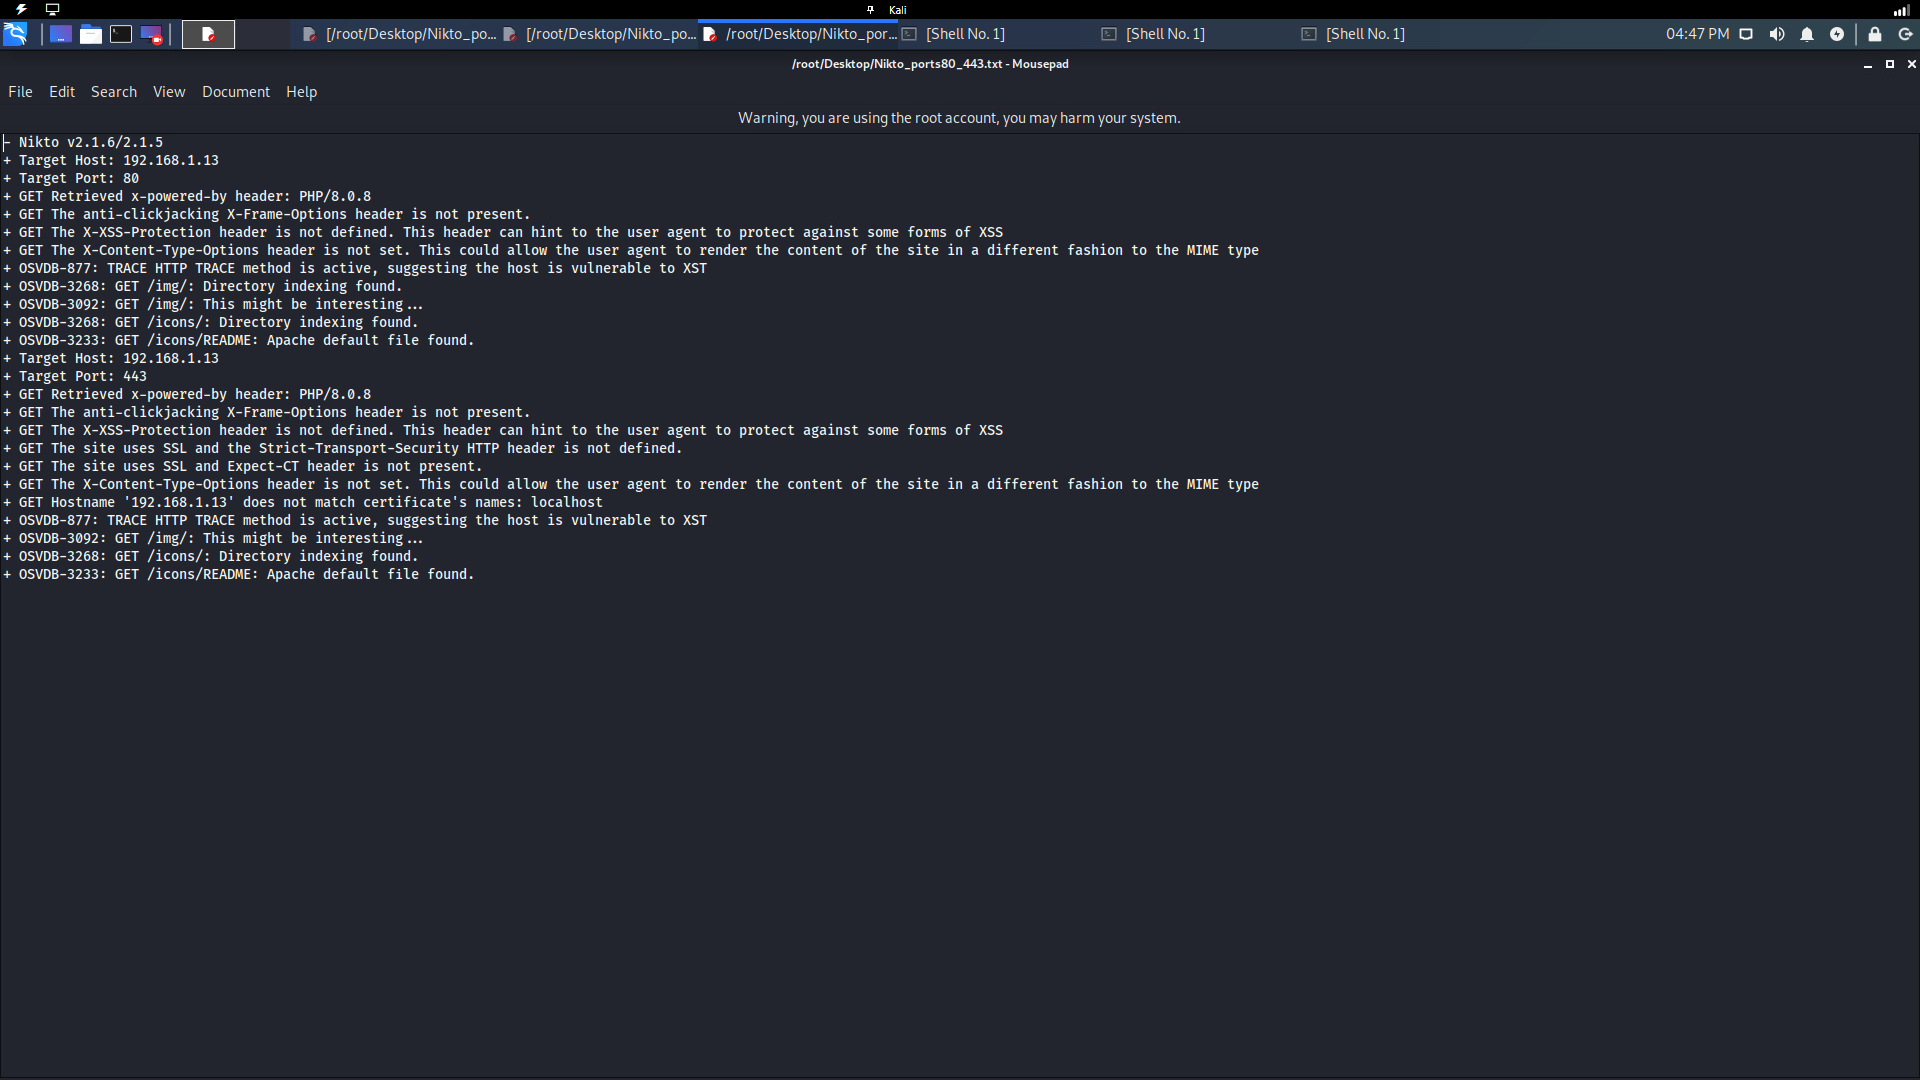 Kali
[/root/Desktop/Nikto_po... [/root/Desktop/Nikto_po... /root/Desktop/Nikto_por... [Shell No. 1] [Shell No. 1] [Shell No. 1] 04:47 PM
/root/Desktop/Nikto_ports80_443.txt - Mousepad
File Edit Search View Document Help
Warning, you are using the root account, you may harm your system.
- Nikto v2.1.6/2.1.5
+ Target Host: 192.168.1.13
+ Target Port: 80
+ GET Retrieved x-powered-by header: PHP/8.0.8
+ GET The anti-clickjacking X-Frame-Options header is not present.
+ GET The X-XSS-Protection header is not defined. This header can hint to the user agent to protect against some forms of XSS
+ GET The X-Content-Type-Options header is not set. This could allow the user agent to render the content of the site in a different fashion to the MIME type
+ OSVDB-877: TRACE HTTP TRACE method is active, suggesting the host is vulnerable to XST
+ OSVDB-3268: GET /img/: Directory indexing found.
+ OSVDB-3092: GET /img/: This might be interesting...
+ OSVDB-3268: GET /icons/: Directory indexing found.
+ OSVDB-3233: GET /icons/README: Apache default file found.
+ Target Host: 192.168.1.13
+ Target Port: 443
+ GET Retrieved x-powered-by header: PHP/8.0.8
+ GET The anti-clickjacking X-Frame-Options header is not present.
+ GET The X-XSS-Protection header is not defined. This header can hint to the user agent to protect against some forms of XSS
+ GET The site uses SSL and the Strict-Transport-Security HTTP header is not defined.
+ GET The site uses SSL and Expect-CT header is not present.
+ GET The X-Content-Type-Options header is not set. This could allow the user agent to render the content of the site in a different fashion to the MIME type
+ GET Hostname '192.168.1.13' does not match certificate's names: localhost
+ OSVDB-877: TRACE HTTP TRACE method is active, suggesting the host is vulnerable to XST
+ OSVDB-3092: GET /img/: This might be interesting...
+ OSVDB-3268: GET /icons/: Directory indexing found.
+ OSVDB-3233: GET /icons/README: Apache default file found.